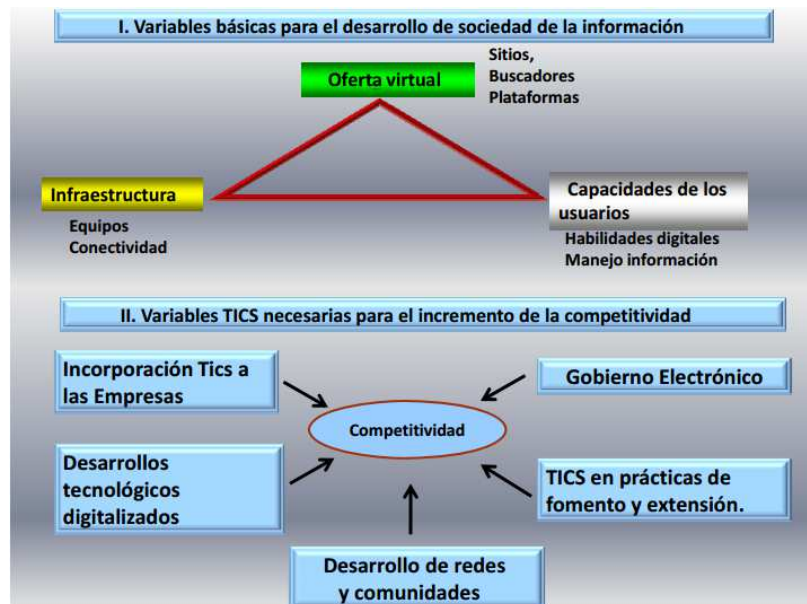 I. Variables básicas para el desarrollo de sociedad de la información
Oferta virtual
Sitios,
Buscadores
Plataformas
Infraestructura
Equipos
Conectividad
Capacidades de los
usuarios
Habilidades digitales
Manejo información
II. Variables TICS necesarias para el incremento de la competitividad
Incorporación Tics a
las Empresas
Gobierno Electrónico
Competitividad
Desarrollos
tecnológicos
digitalizados
TICS en prácticas de
fomento y extensión.
Desarrollo de redes
y comunidades